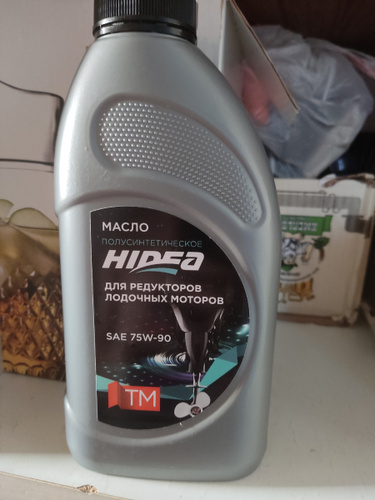 МАСЛО
ПОЛУСИНТЕТИЧЕСКОЕ
HIDEA
ДЛЯ РЕДУКТОРОВ
ЛОДОЧНЫХ МОТОРОВ
SAE 75W-90
ТМ